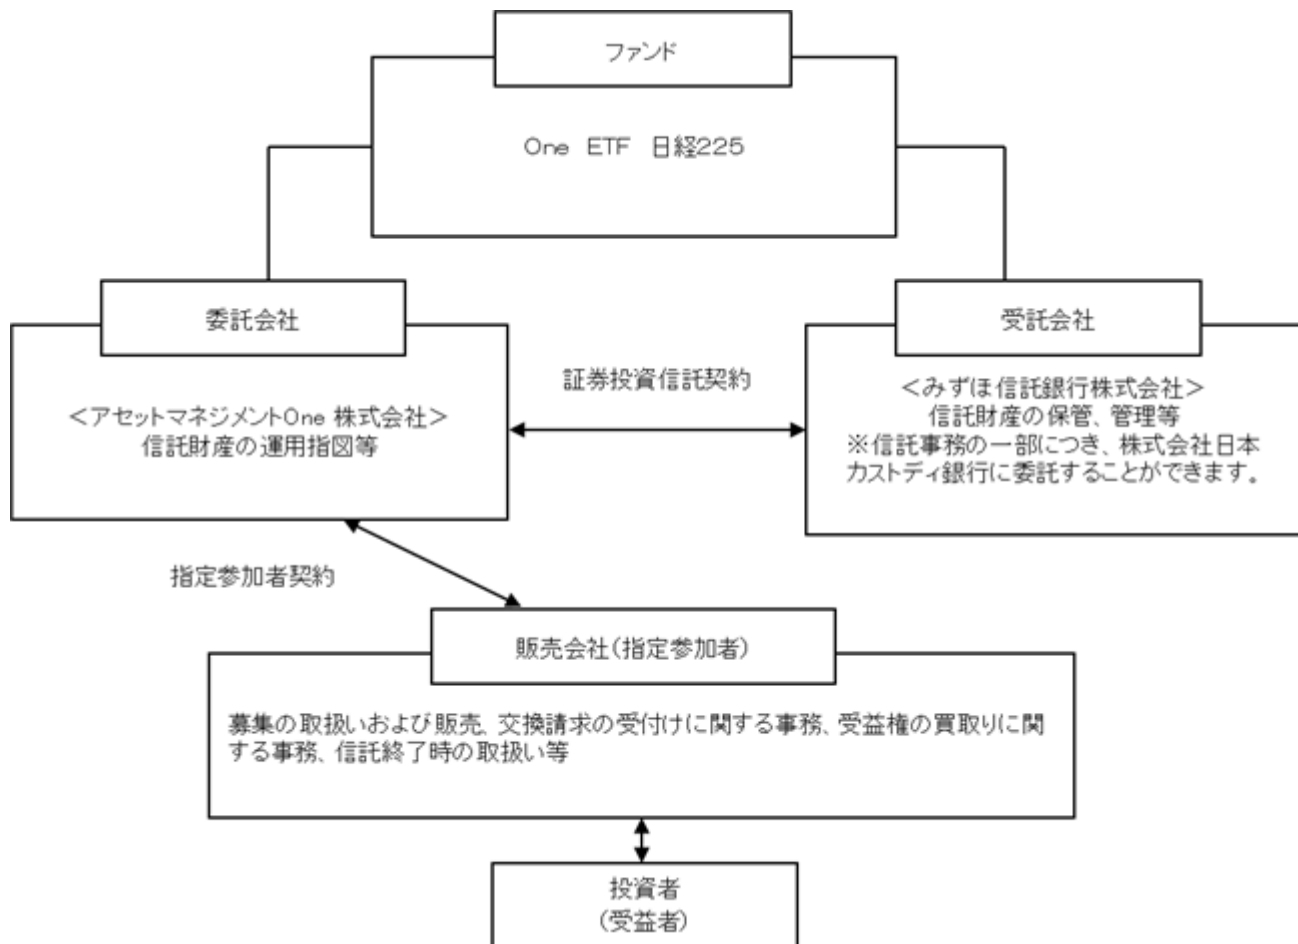 ファンド
One ETF 日経225
委託会社
<アセットマネジメントOne 株式会社>
信託財産の運用指図等
証券投資信託契約
受託会社
<みずほ信託銀行株式会社>
信託財産の保管、管理等
※信託事務の一部につき、株式会社日本
カストディ銀行に委託することができます。
指定参加者契約
販売会社(指定参加者)
募集の取扱いおよび販売、交換請求の受付けに関する事務、受益権の買取りに関
する事務、信託終了時の取扱い等
投資者
(受益者)